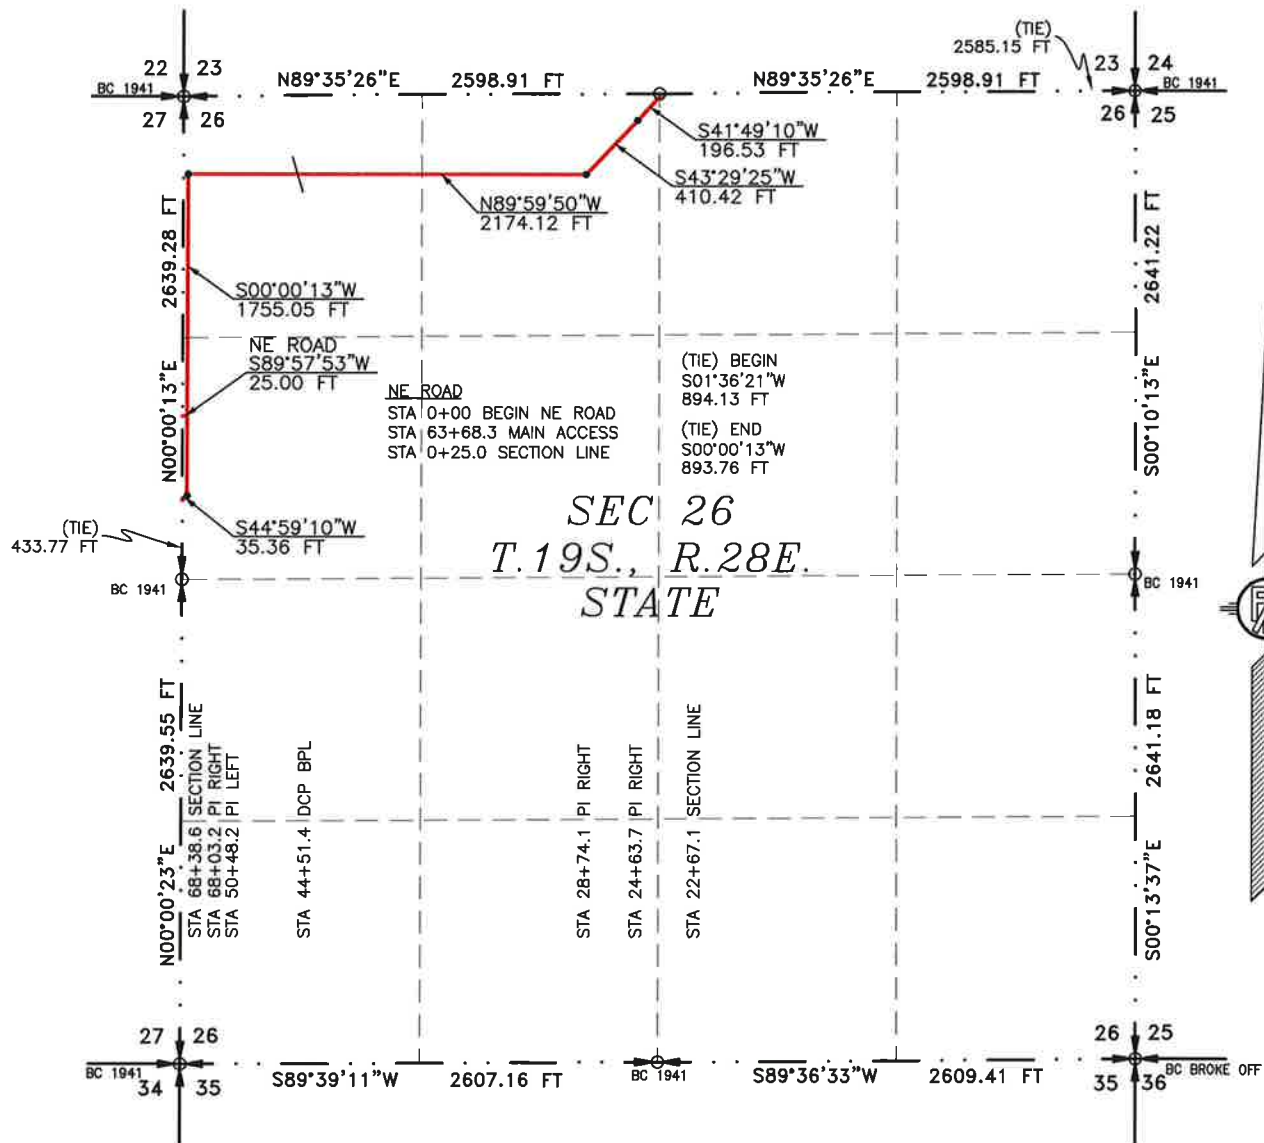 (TIE)
2585.15 FT
22 23
N89°35'26"E 2598.91 FT
N89°35'26"E 2598.91 FT
23 24
BC 1941
BC 1941
27 26
26 25
S41°49'10"W
196.53 FT
S43°29'25"W
410.42 FT
N89°59'50"W
2174.12 FT
2639.28 FT
N00°00'13"E
2641.22 FT
S00°10'13"E
S00°00'13"W
1755.05 FT
NE ROAD
S89°57'53"W
25.00 FT
NE ROAD
STA 0+00 BEGIN NE ROAD
STA 63+68.3 MAIN ACCESS
STA 0+25.0 SECTION LINE
(TIE) BEGIN
S01°36'21"W
894.13 FT
(TIE) END
S00°00'13"W
893.76 FT
(TIE)
433.77 FT
S44°59'10"W
35.36 FT
SEC 26
T.19S., R.28E.
STATE
BC 1941
BC 1941
2639.55 FT
N00°00'23"E
STA 68+38.6 SECTION LINE
STA 68+03.2 PI RIGHT
STA 50+48.2 PI LEFT
STA 44+51.4 DCP BPL
STA 28+74.1 PI RIGHT
STA 24+63.7 PI RIGHT
STA 22+67.1 SECTION LINE
2641.18 FT
S00°13'37"E
27 26
26 25
BC 1941
34 35
S89°39'11"W 2607.16 FT
BC 1941
S89°36'33"W 2609.41 FT
35 36
BC BROKE OFF